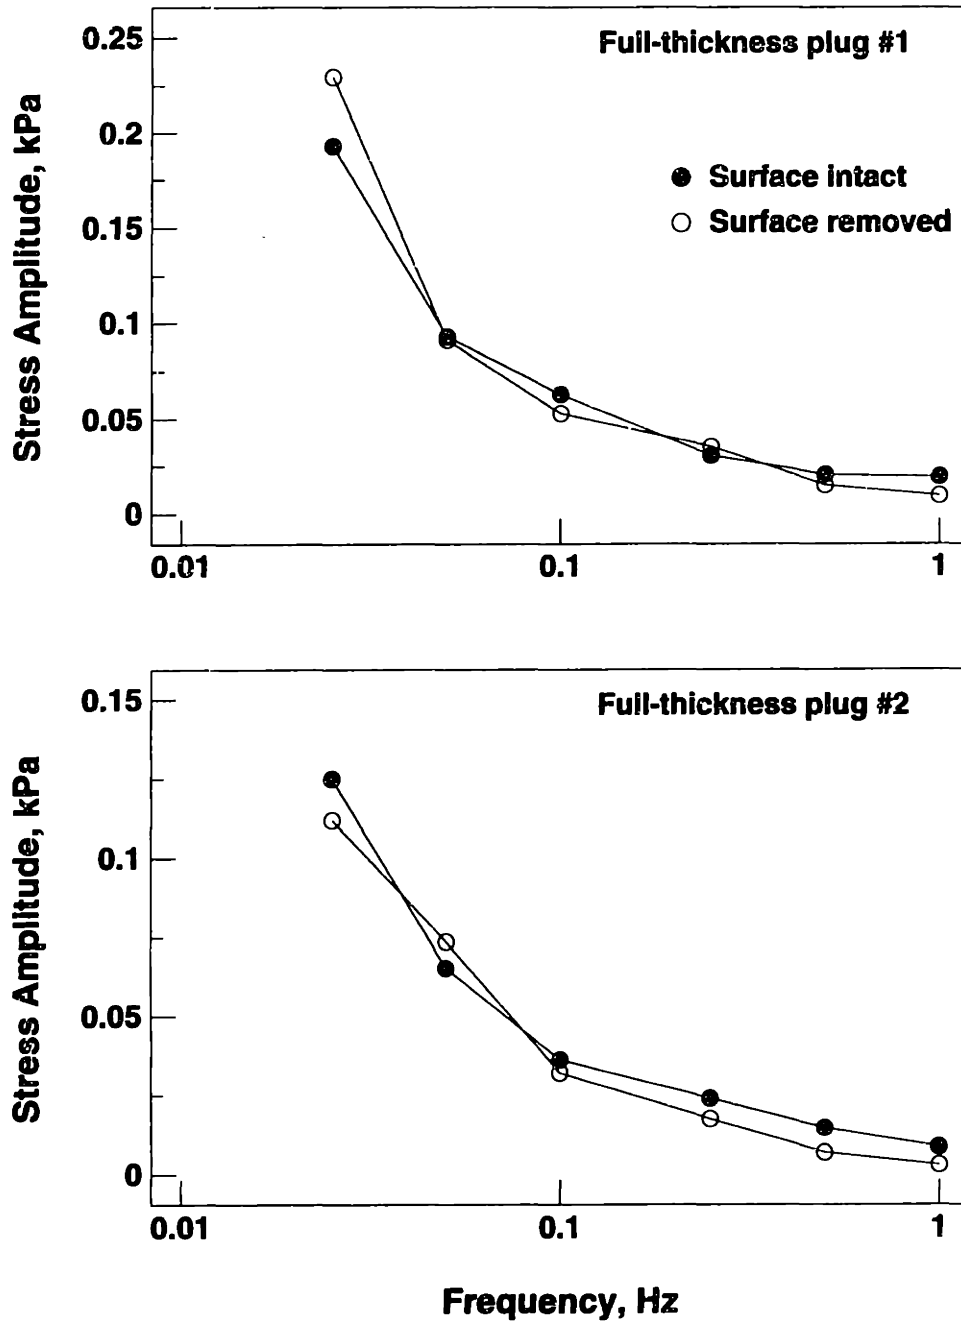 Full-thickness plug #1
Stress Amplitude, kPa
0.25
0.2
0.15
0.1
0.05
0
Surface intact
Surface removed
0.01 0.1 1
Full-thickness plug #2
Stress Amplitude, kPa
0.15
0.1
0.05
0
0.01 0.1 1
Frequency, Hz